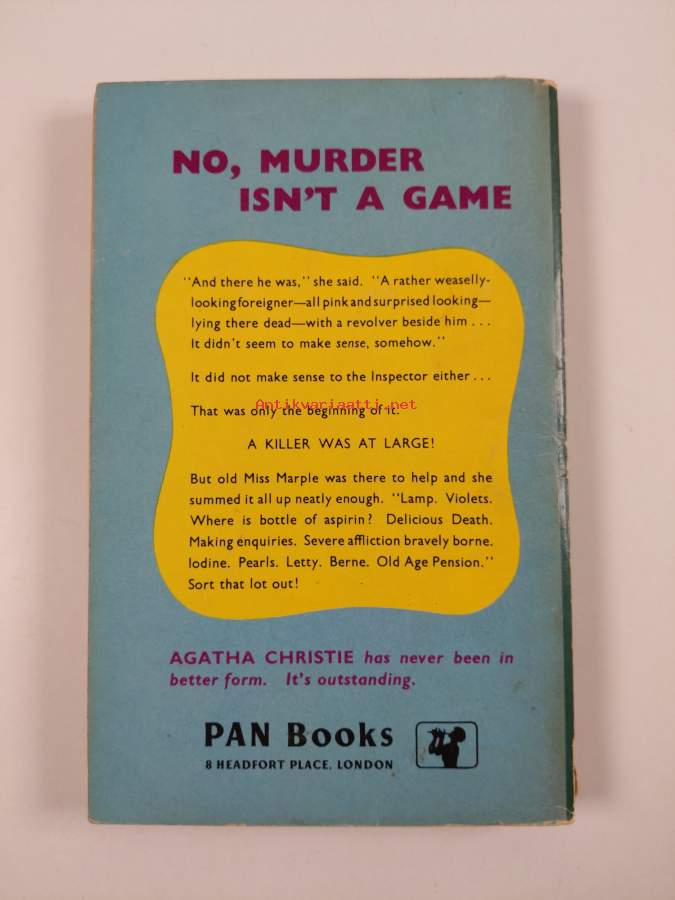 NO, MURDER
ISN'T A GAME
"And there he was," she said. "A rather weaselly-
looking foreigner—all pink and surprised looking—
lying there dead—with a revolver beside him . . .
It didn't seem to make sense, somehow."
It did not make sense to the Inspector either . . .
That was only the beginning of it.
Antikvariaatti.net
A KILLER WAS AT LARGE!
But old Miss Marple was there to help and she
summed it all up neatly enough. "Lamp. Violets.
Where is bottle of aspirin? Delicious Death.
Making enquiries. Severe affliction bravely borne.
Iodine. Pearls. Letty. Berne. Old Age Pension."
Sort that lot out!
AGATHA CHRISTIE has never been in
better form. It's outstanding.
PAN Books
8 HEADFORT PLACE, LONDON